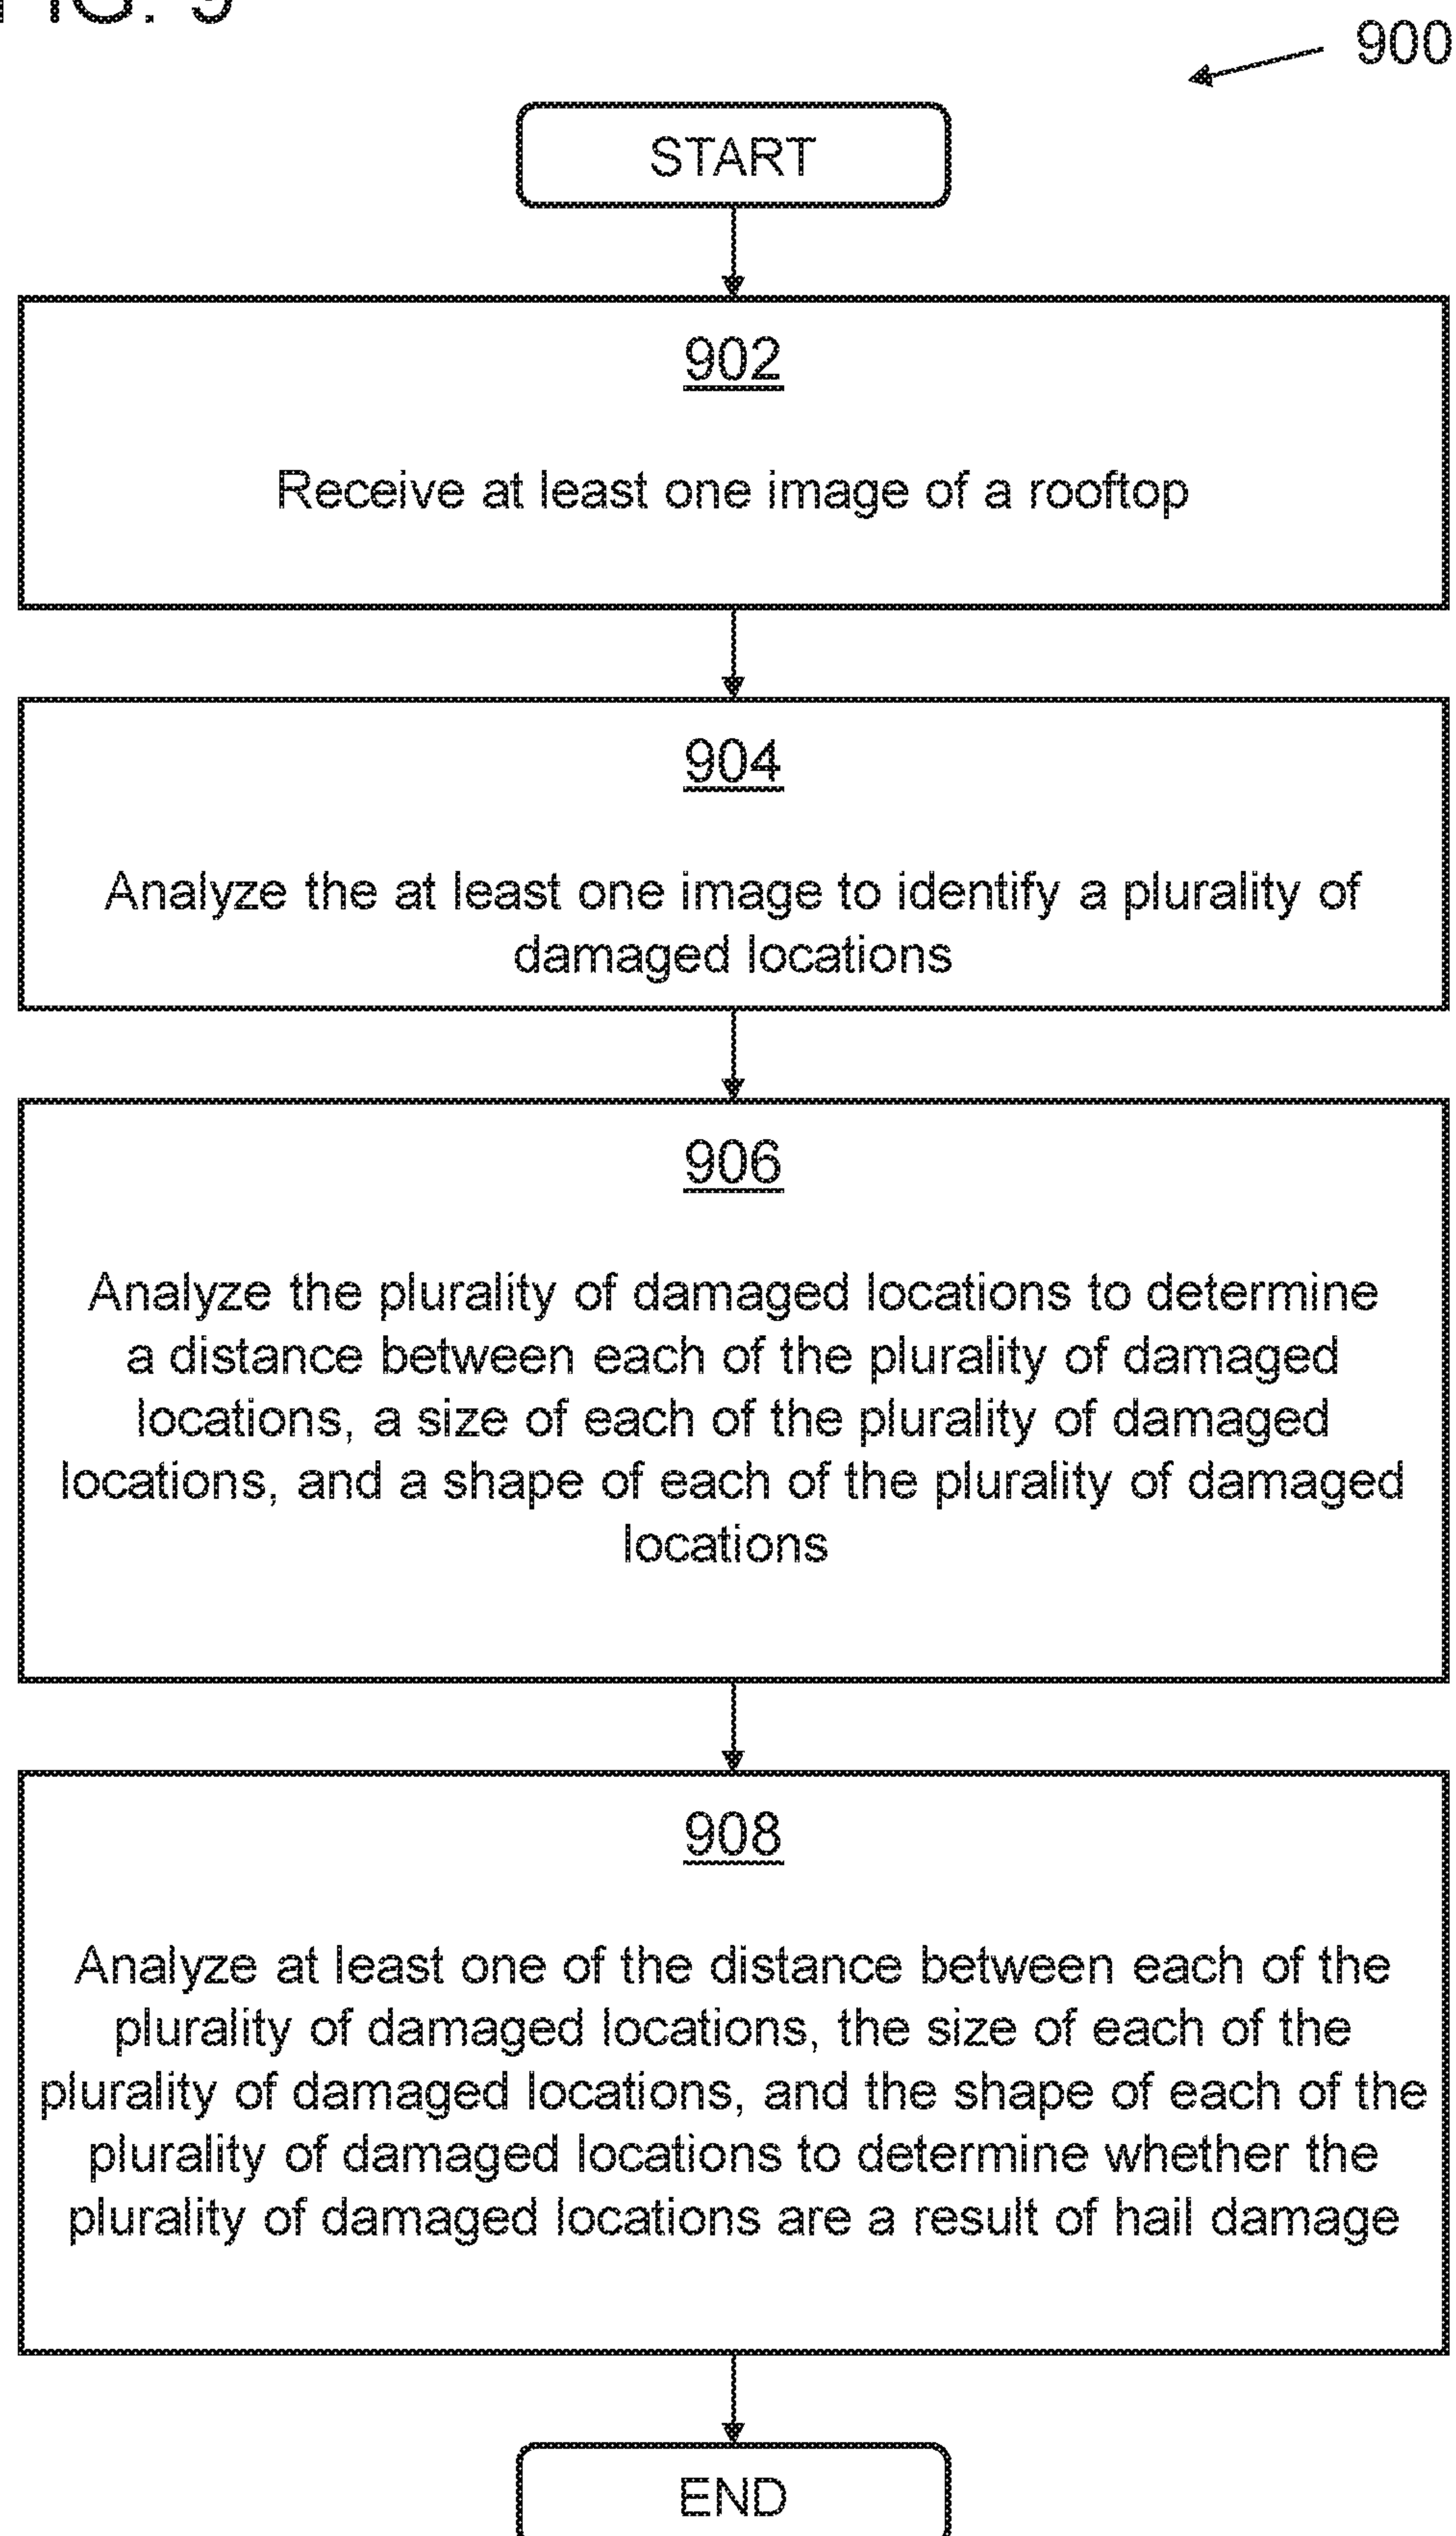 FIG. 9
900
START
902
Receive at least one image of a rooftop
904
Analyze the at least one image to identify a plurality of
damaged locations
906
Analyze the plurality of damaged locations to determine
a distance between each of the plurality of damaged
locations, a size of each of the plurality of damaged
locations, and a shape of each of the plurality of damaged
locations
908
Analyze at least one of the distance between each of the
plurality of damaged locations, the size of each of the
plurality of damaged locations, and the shape of each of the
plurality of damaged locations to determine whether the
plurality of damaged locations are a result of hail damage
END